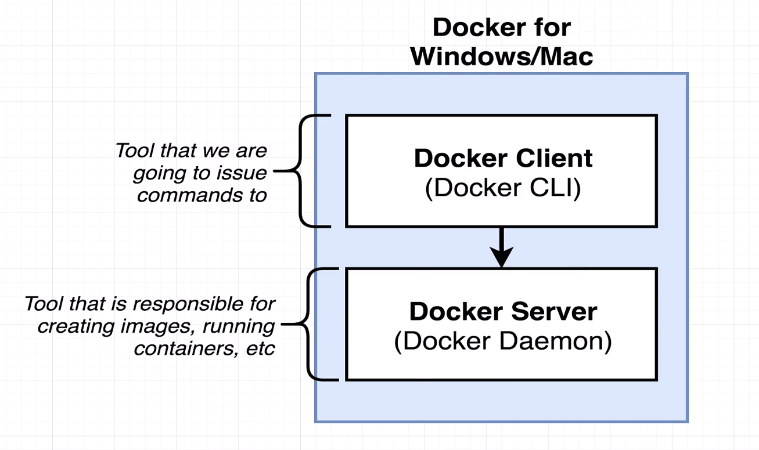 Docker for
Windows/Mac
Tool that we are
going to issue
commands to
Docker Client
(Docker CLI)
Tool that is responsible for
creating images, running
containers, etc
Docker Server
(Docker Daemon)